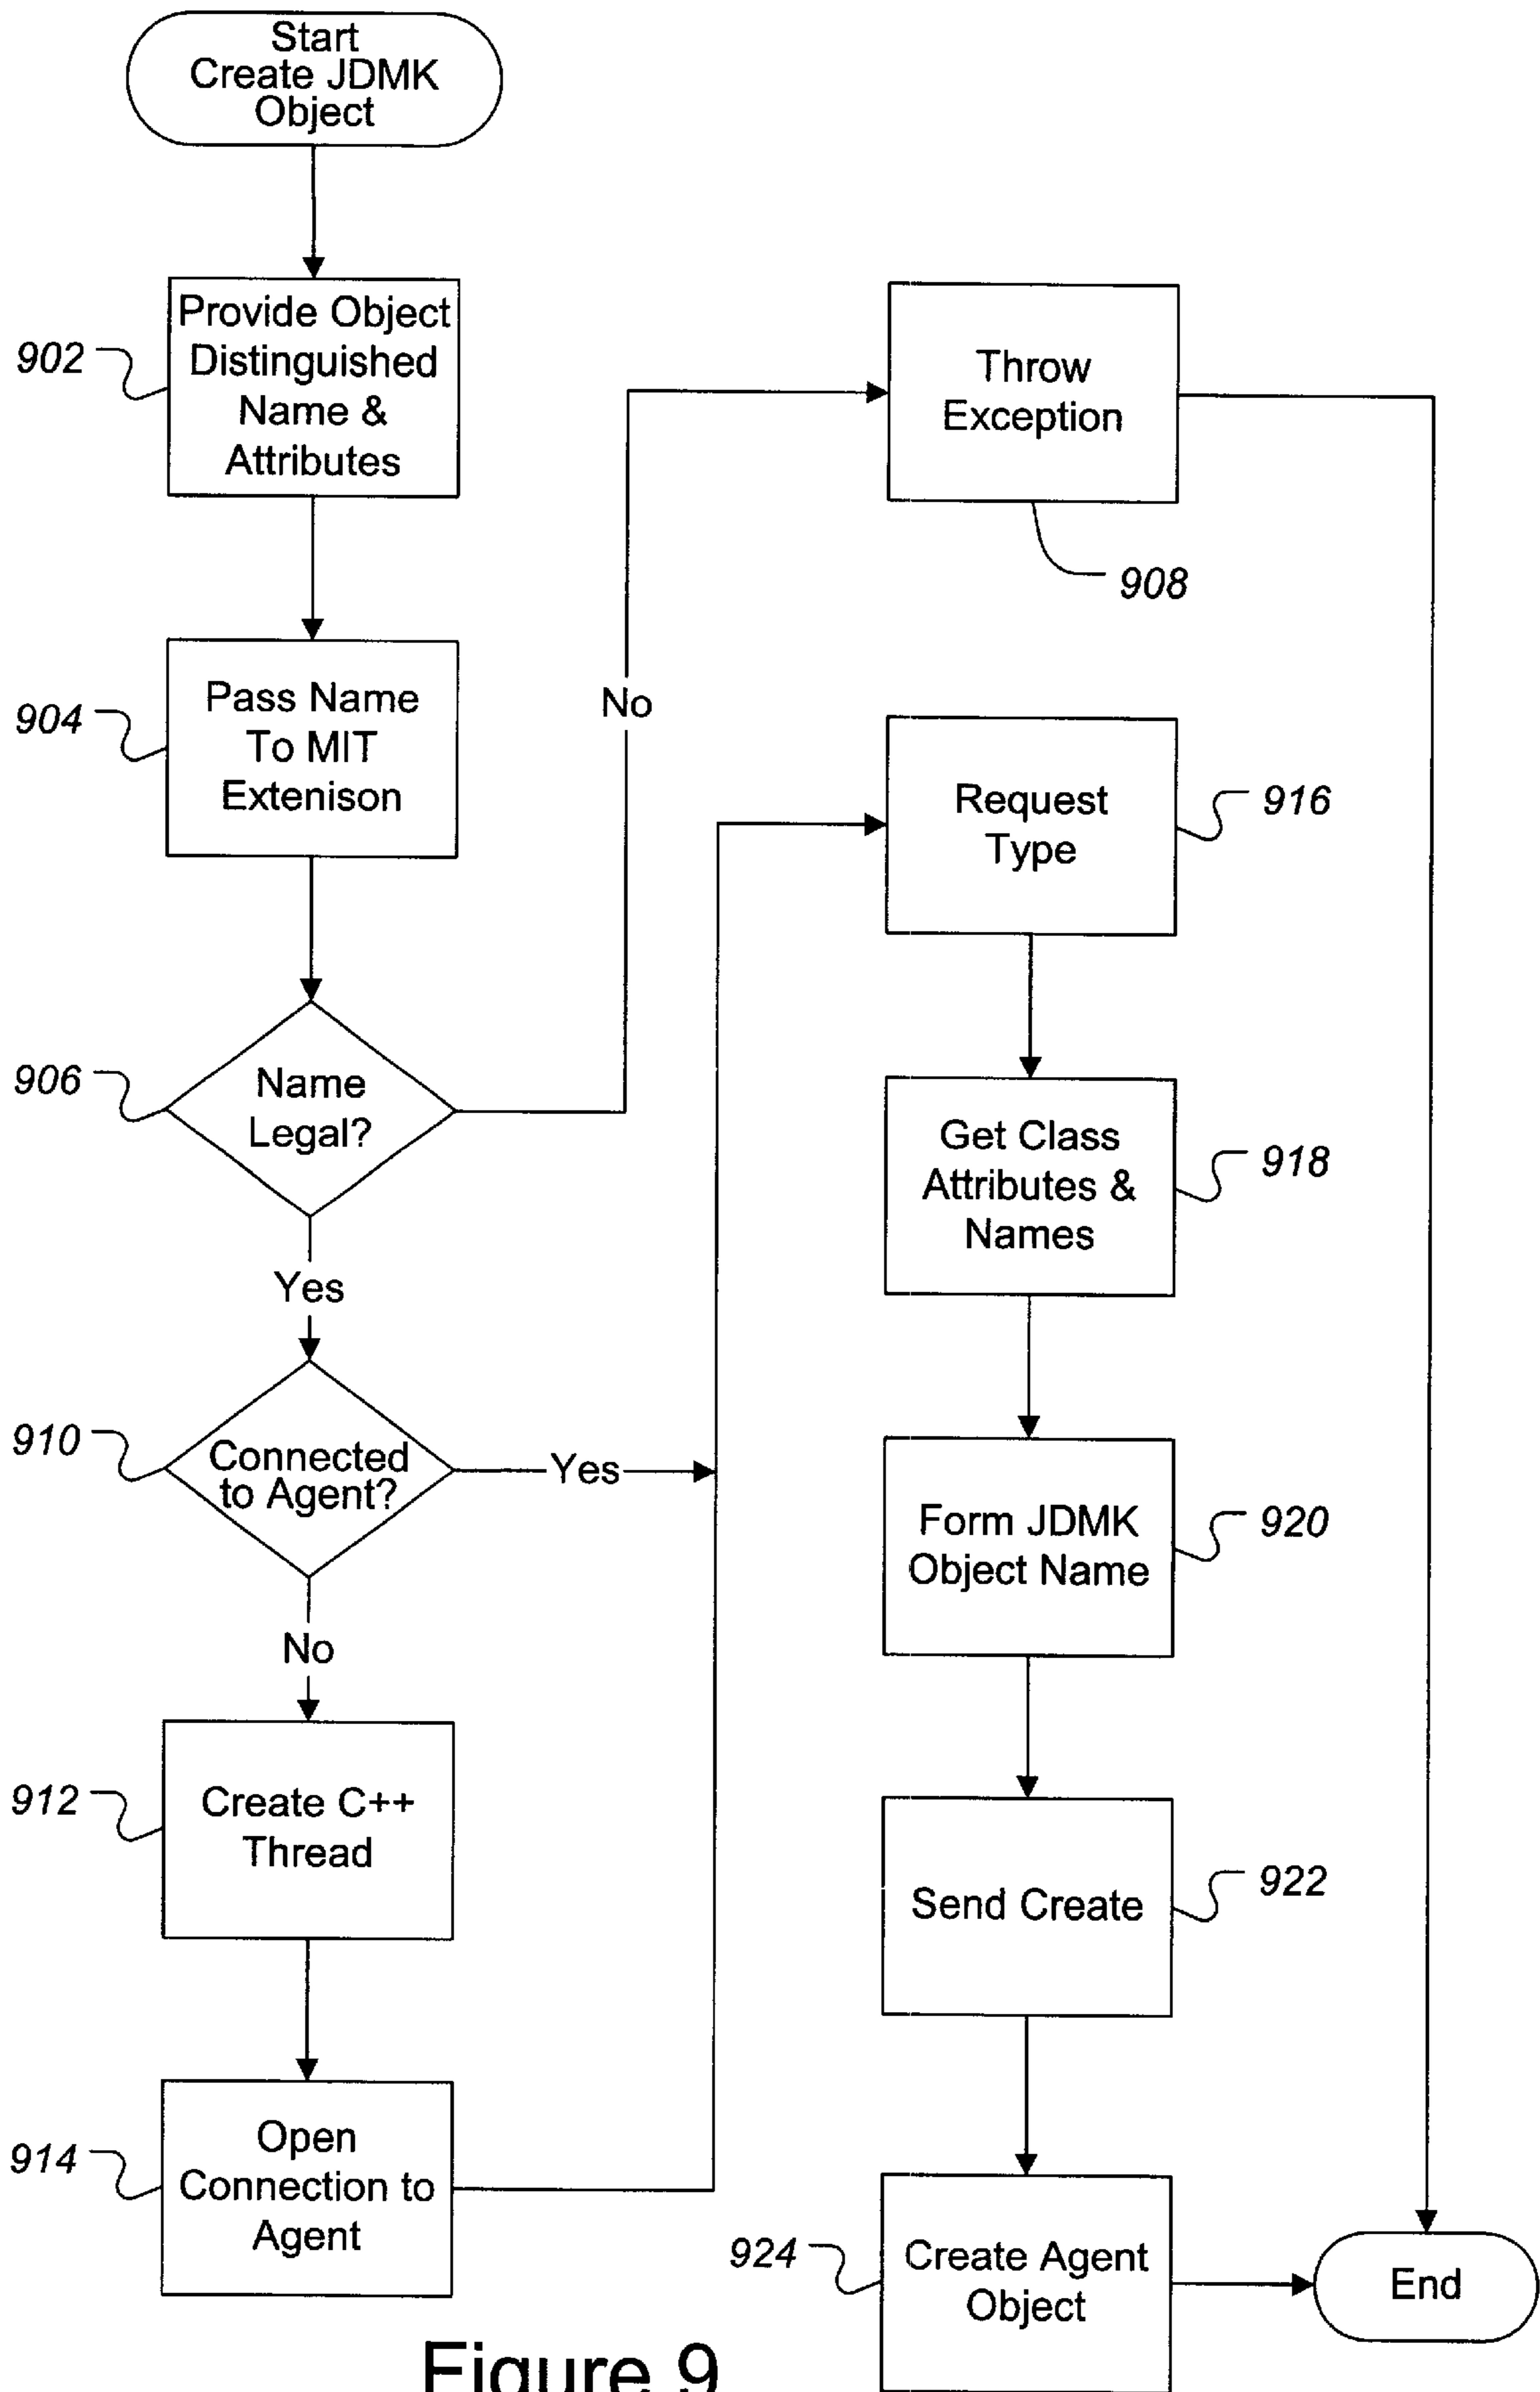 Start
Create JDMK
Object
902
Provide Object
Distinguished
Name &
Attributes
904
Pass Name
To MIT
Extenison
906
Name
Legal?
No
Throw
Exception
908
Yes
910
Connected
to Agent?
Yes
No
912
Create C++
Thread
914
Open
Connection to
Agent
Request
Type
916
Get Class
Attributes &
Names
918
Form JDMK
Object Name
920
Send Create
922
924
Create Agent
Object
End
Figure 9